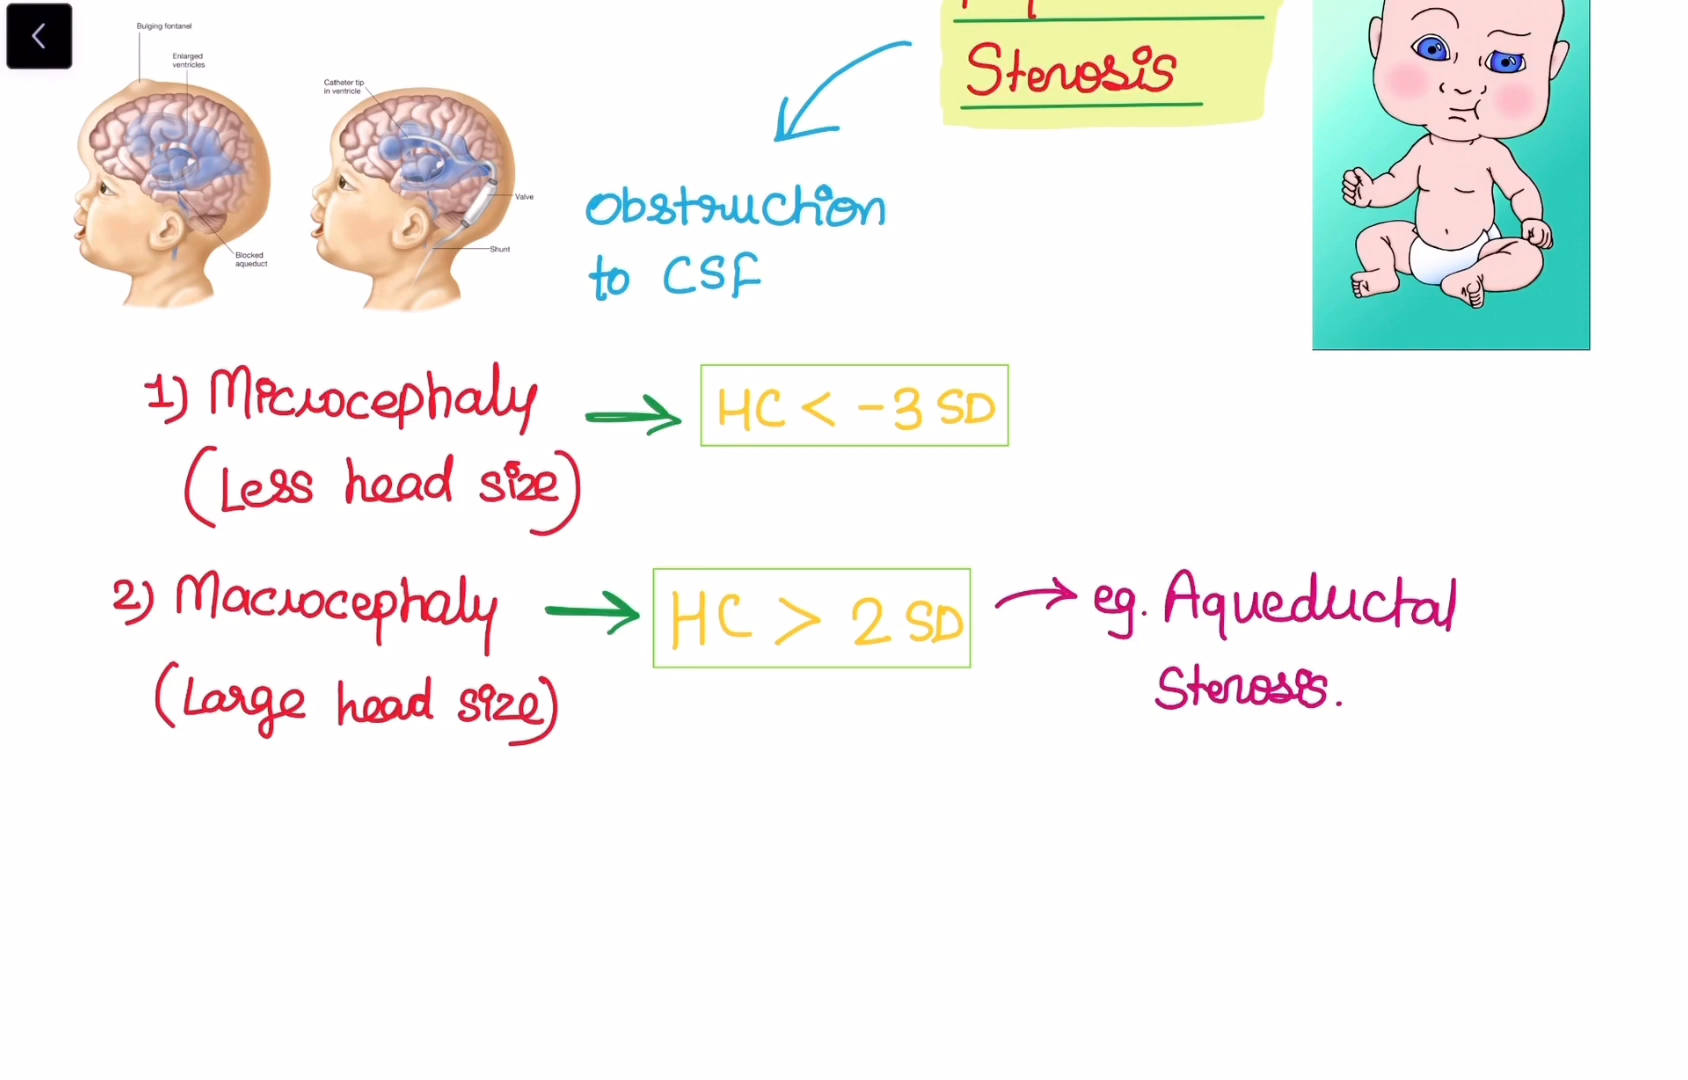 Bulging fontanel
Enlarged
ventricles
Catheter tip
in ventricle
Valve
Shunt
Blocked
aqueduct
Stenosis
Obstruction
to CSF
1) Microcephaly → HC < -3 SD
(Less head size)
2) Macrocephaly → HC > 2 SD → eg. Aqueductal
Stenosis.
(Large head size)